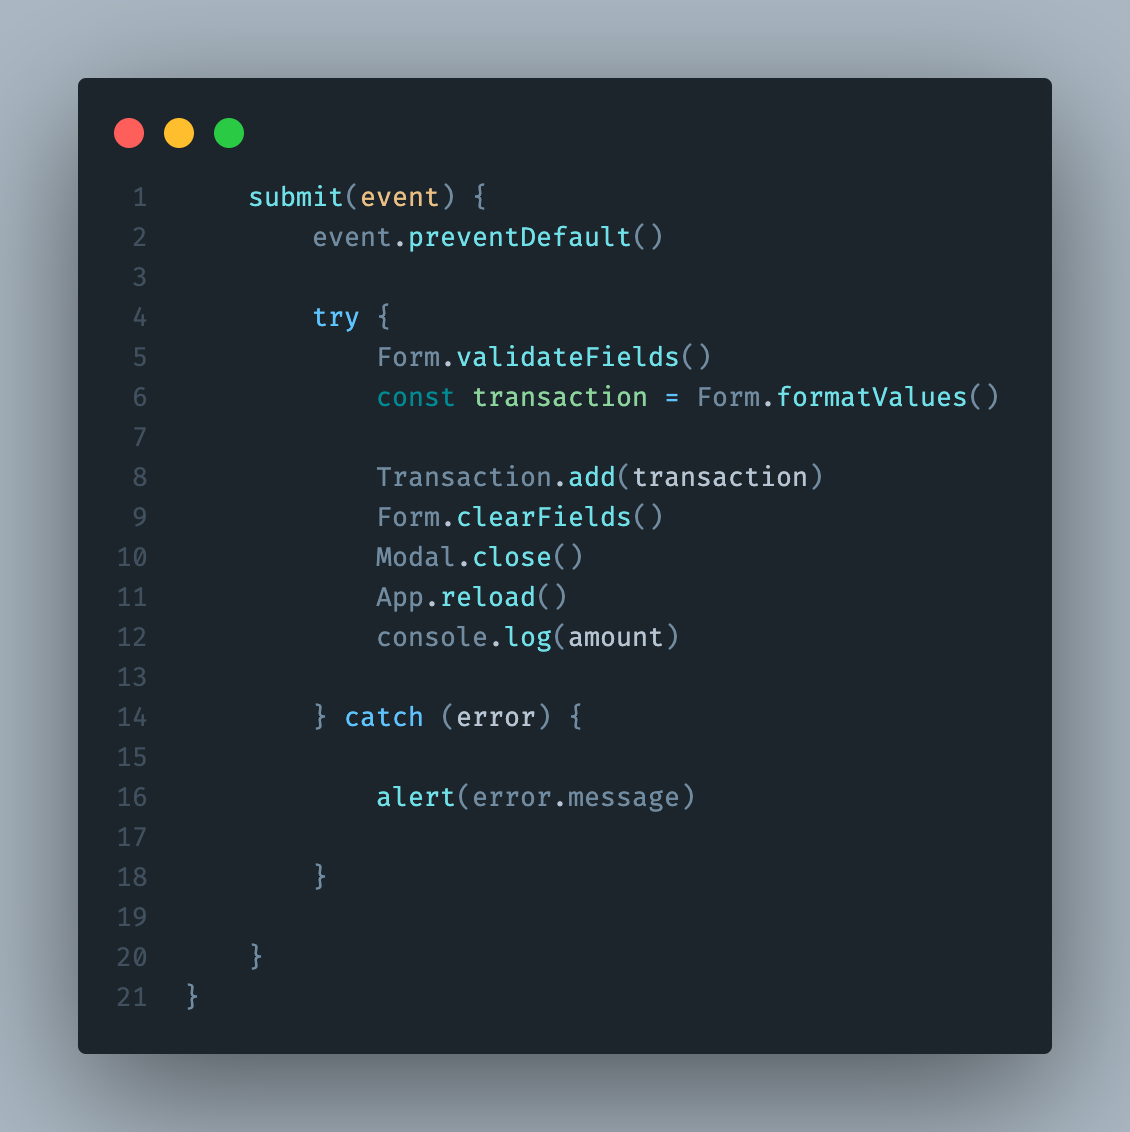 1 submit(event) {
2 event.preventDefault()
3
4 try {
5 Form.validateFields()
6 const transaction = Form.formatValues()
7
8 Transaction.add(transaction)
9 Form.clearFields()
10 Modal.close()
11 App.reload()
12 console.log(amount)
13
14 } catch (error) {
15
16 alert(error.message)
17
18 }
19
20 }
21 }